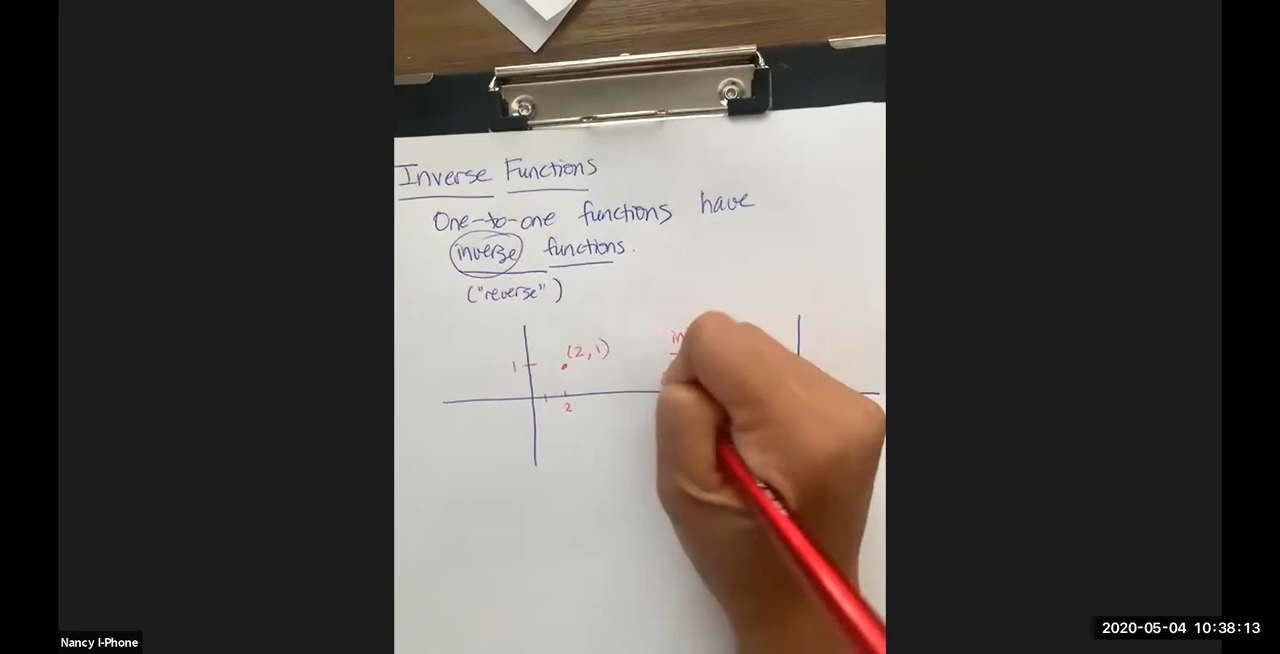 Inverse Functions
One-to-one functions have
inverse functions.
("reverse")
(2, 1)
1
1
2
Nancy I-Phone
2020-05-04 10:38:13